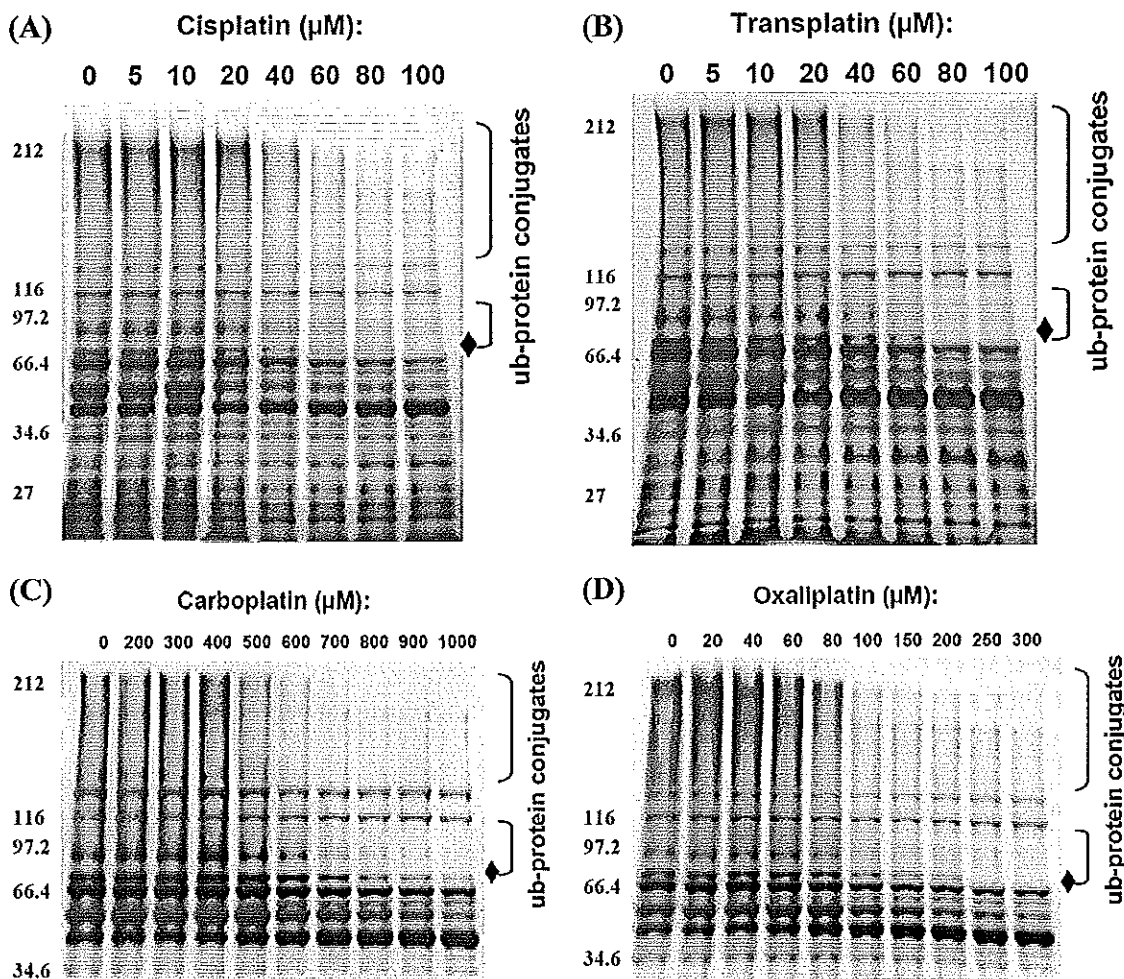 (A)
Cisplatin (µM):
0 5 10 20 40 60 80 100
212
116
97.2
66.4
34.6
27
ub-protein conjugates
(B)
Transplatin (µM):
0 5 10 20 40 60 80 100
212
116
97.2
66.4
34.6
27
ub-protein conjugates
(C)
Carboplatin (µM):
0 200 300 400 500 600 700 800 900 1000
212
116
97.2
66.4
34.6
ub-protein conjugates
(D)
Oxaliplatin (µM):
0 20 40 60 80 100 150 200 250 300
212
116
97.2
66.4
34.6
ub-protein conjugates